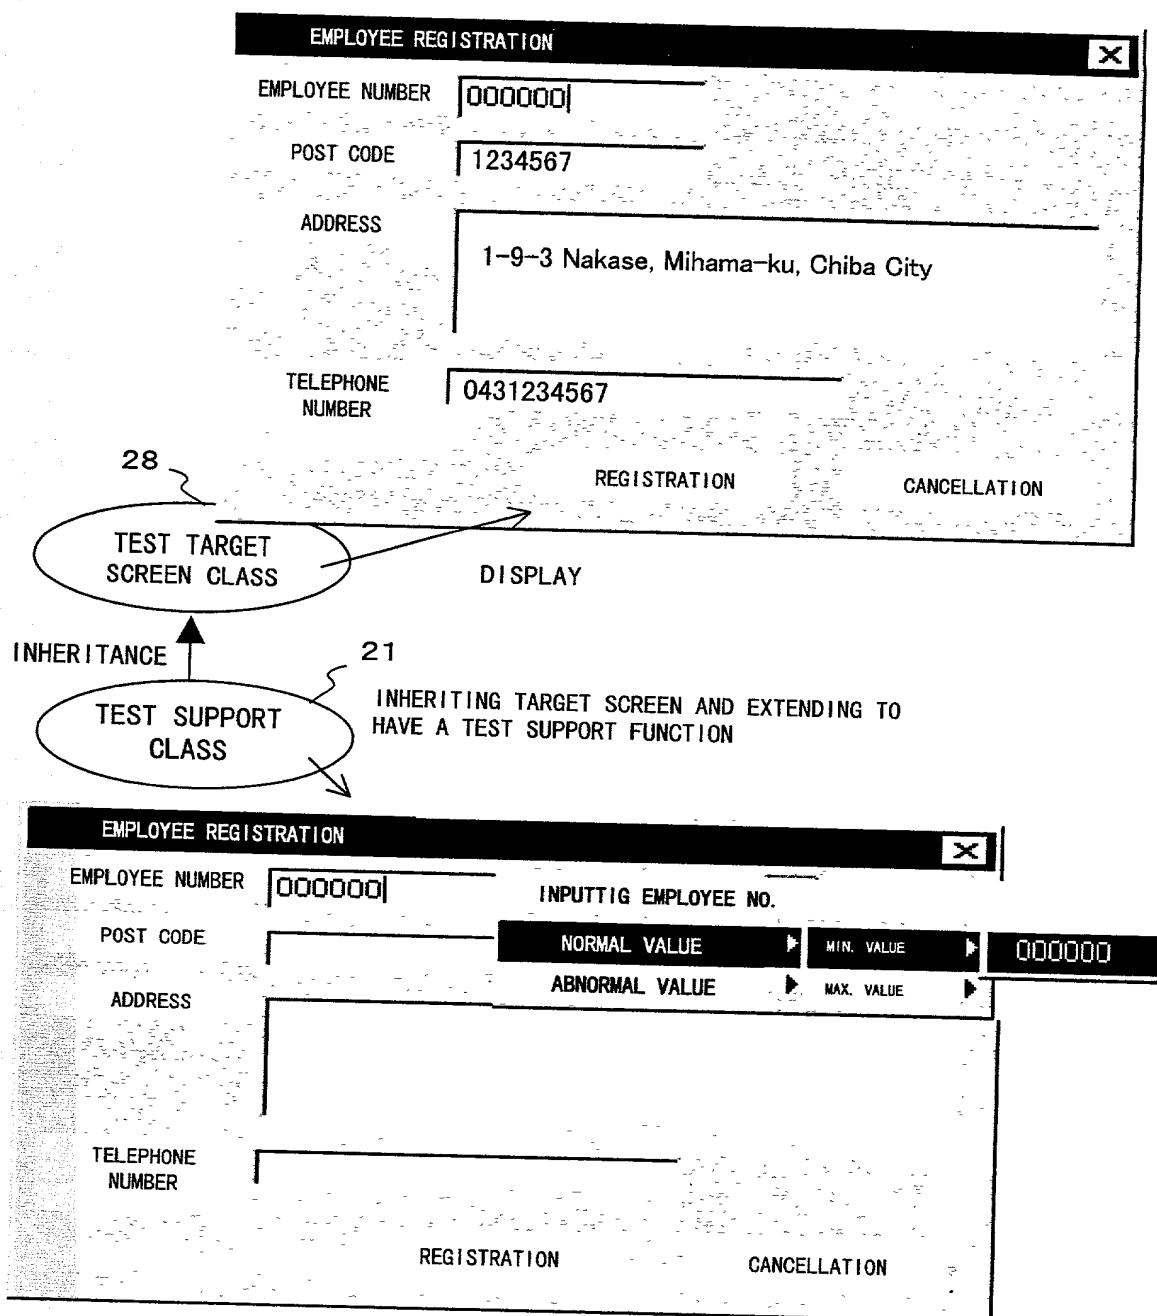 EMPLOYEE REGISTRATION
EMPLOYEE NUMBER 000000
POST CODE 1234567
ADDRESS
1-9-3 Nakase, Mihama-ku, Chiba City
TELEPHONE
NUMBER
0431234567
REGISTRATION CANCELLATION
28
TEST TARGET
SCREEN CLASS
DISPLAY
INHERITANCE
21
TEST SUPPORT
CLASS
INHERITING TARGET SCREEN AND EXTENDING TO
HAVE A TEST SUPPORT FUNCTION
EMPLOYEE REGISTRATION
EMPLOYEE NUMBER 000000 INPUTTIG EMPLOYEE NO.
POST CODE NORMAL VALUE MIN. VALUE 000000
ABNORMAL VALUE MAX. VALUE
ADDRESS
TELEPHONE
NUMBER
REGISTRATION CANCELLATION